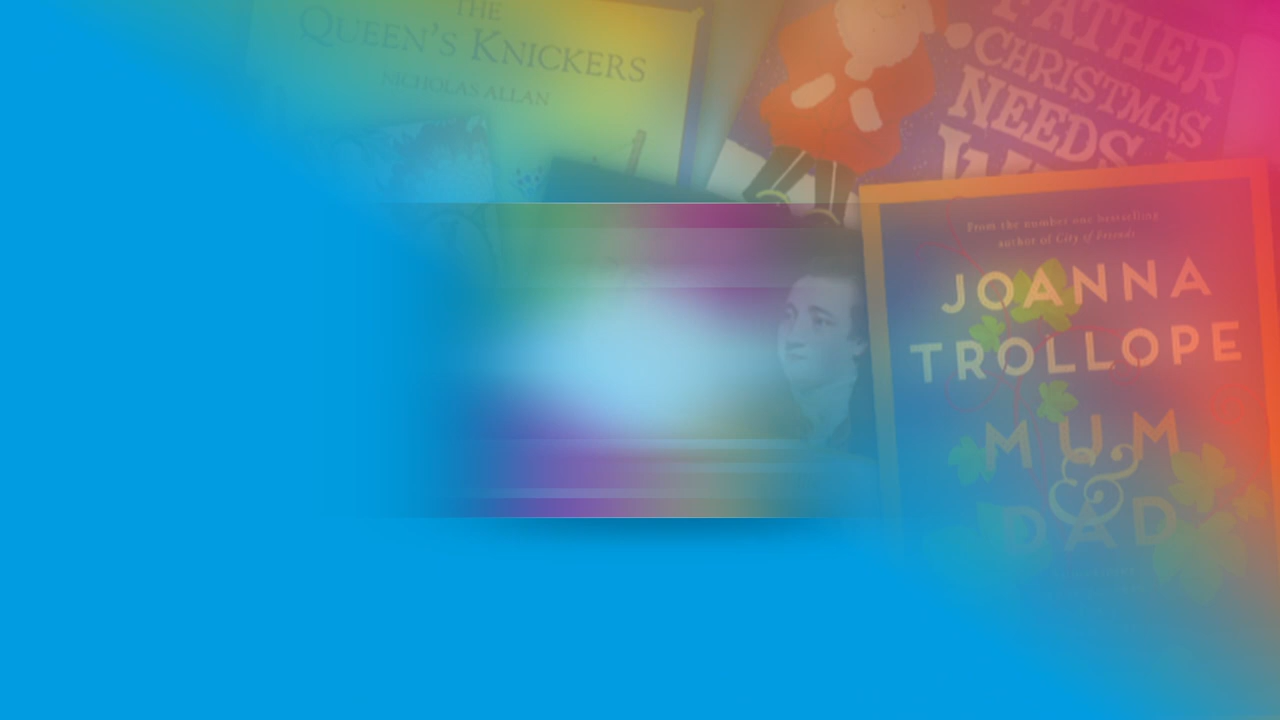 THE
QUEEN'S KNICKERS
NICHOLAS ALLAN
FATHER
CHRISTMAS
NEEDS
From the number one bestselling
author of City of Friends
JOANNA
TROLLOPE
MUM
&
DAD